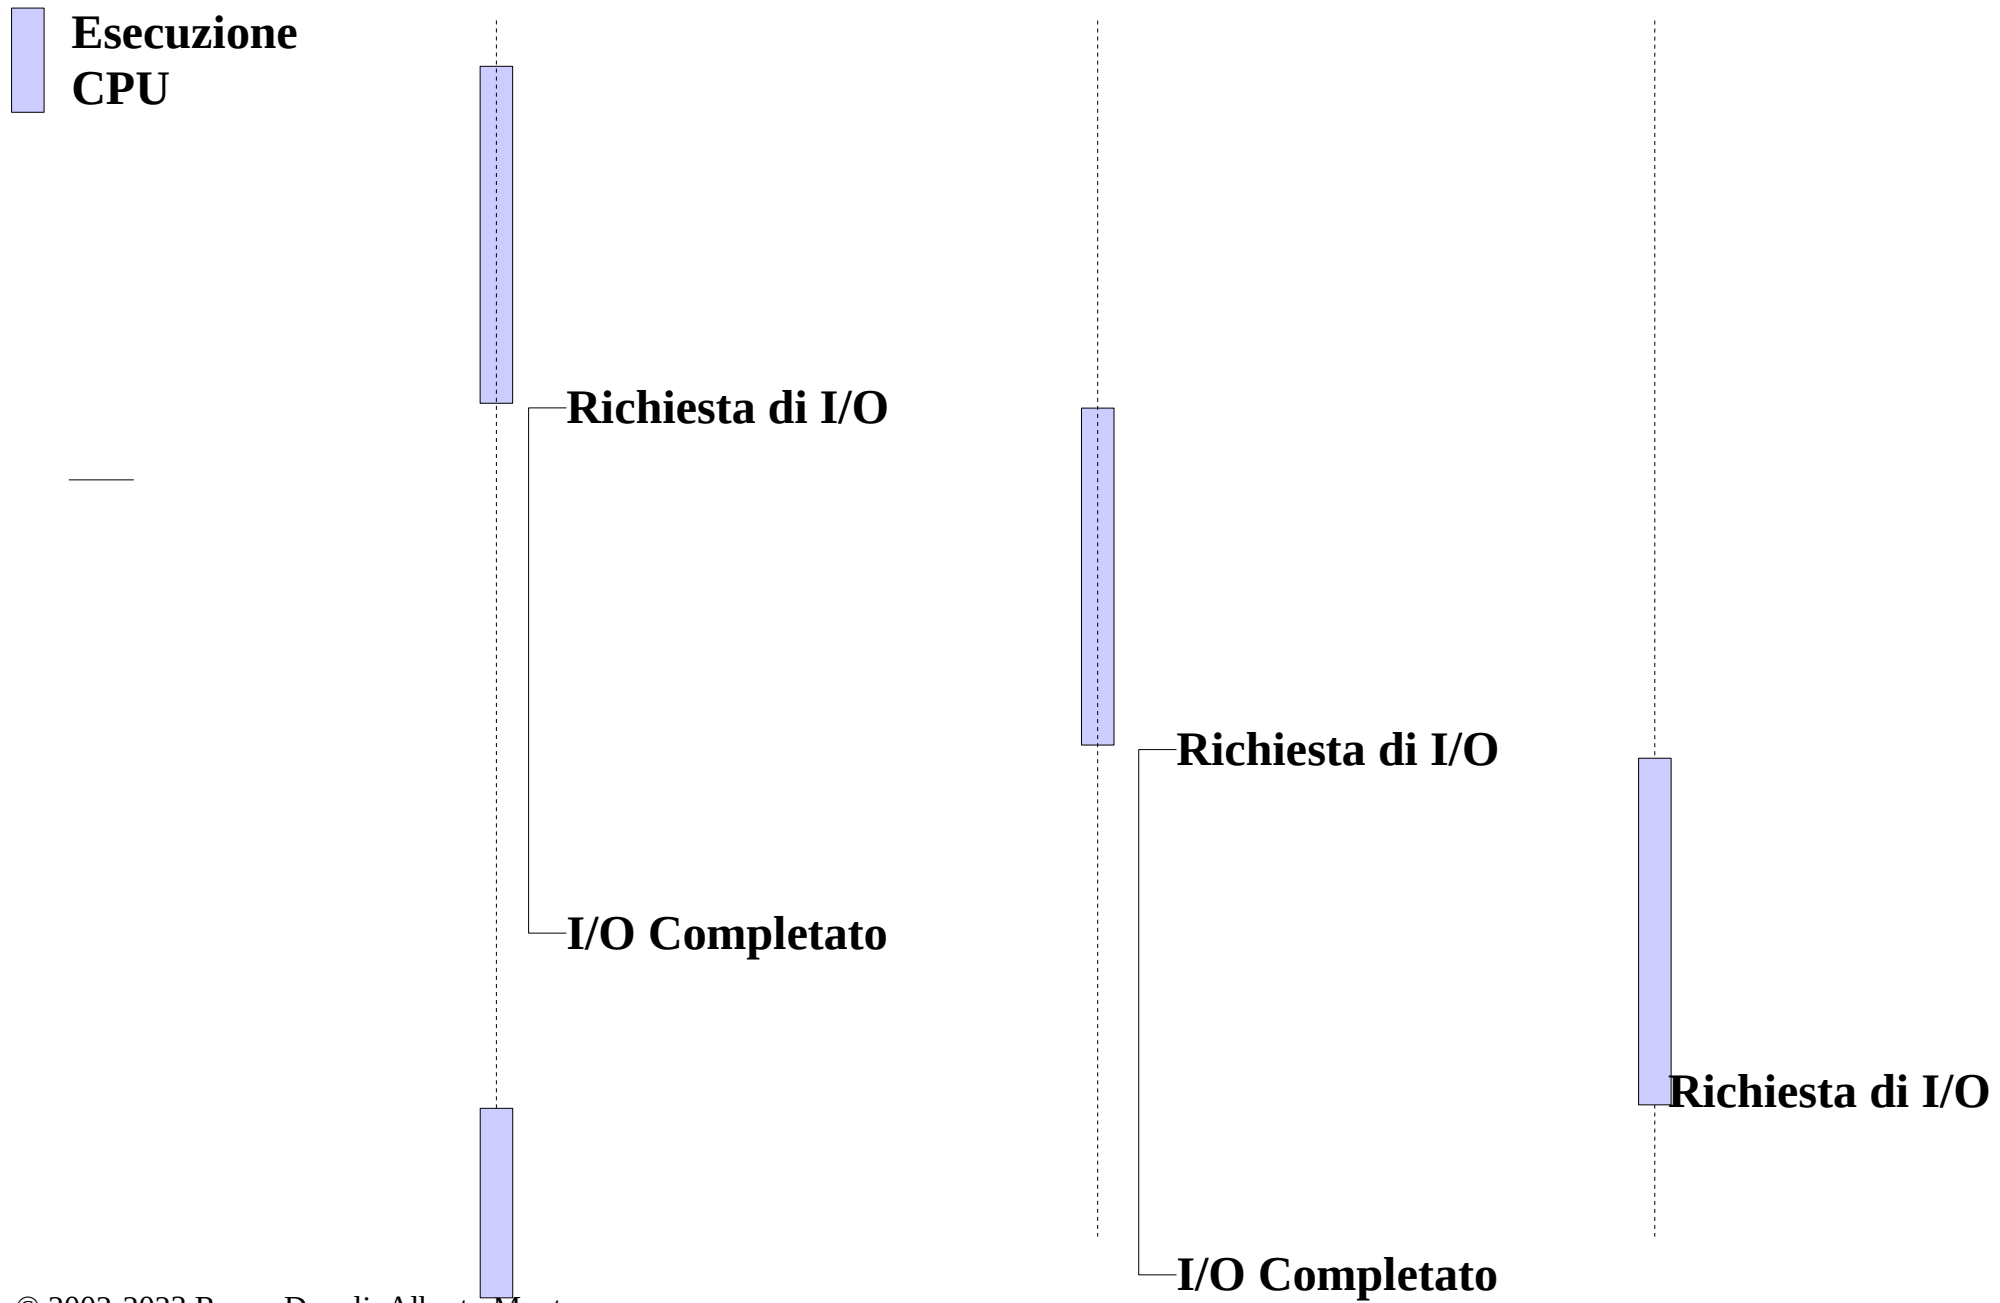 Esecuzione
CPU
Richiesta di I/O
Richiesta di I/O
I/O Completato
Richiesta di I/O
I/O Completato